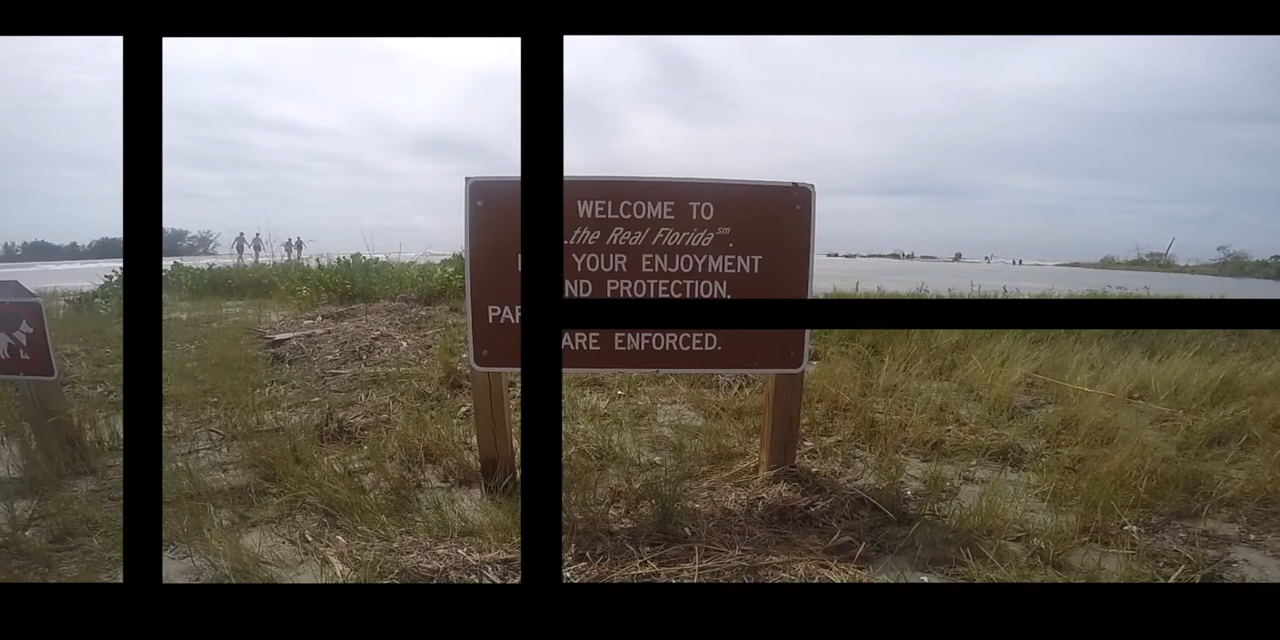 WELCOME TO
.the Real Florida℠.
YOUR ENJOYMENT
ND PROTECTION,
PAR
ARE ENFORCED.